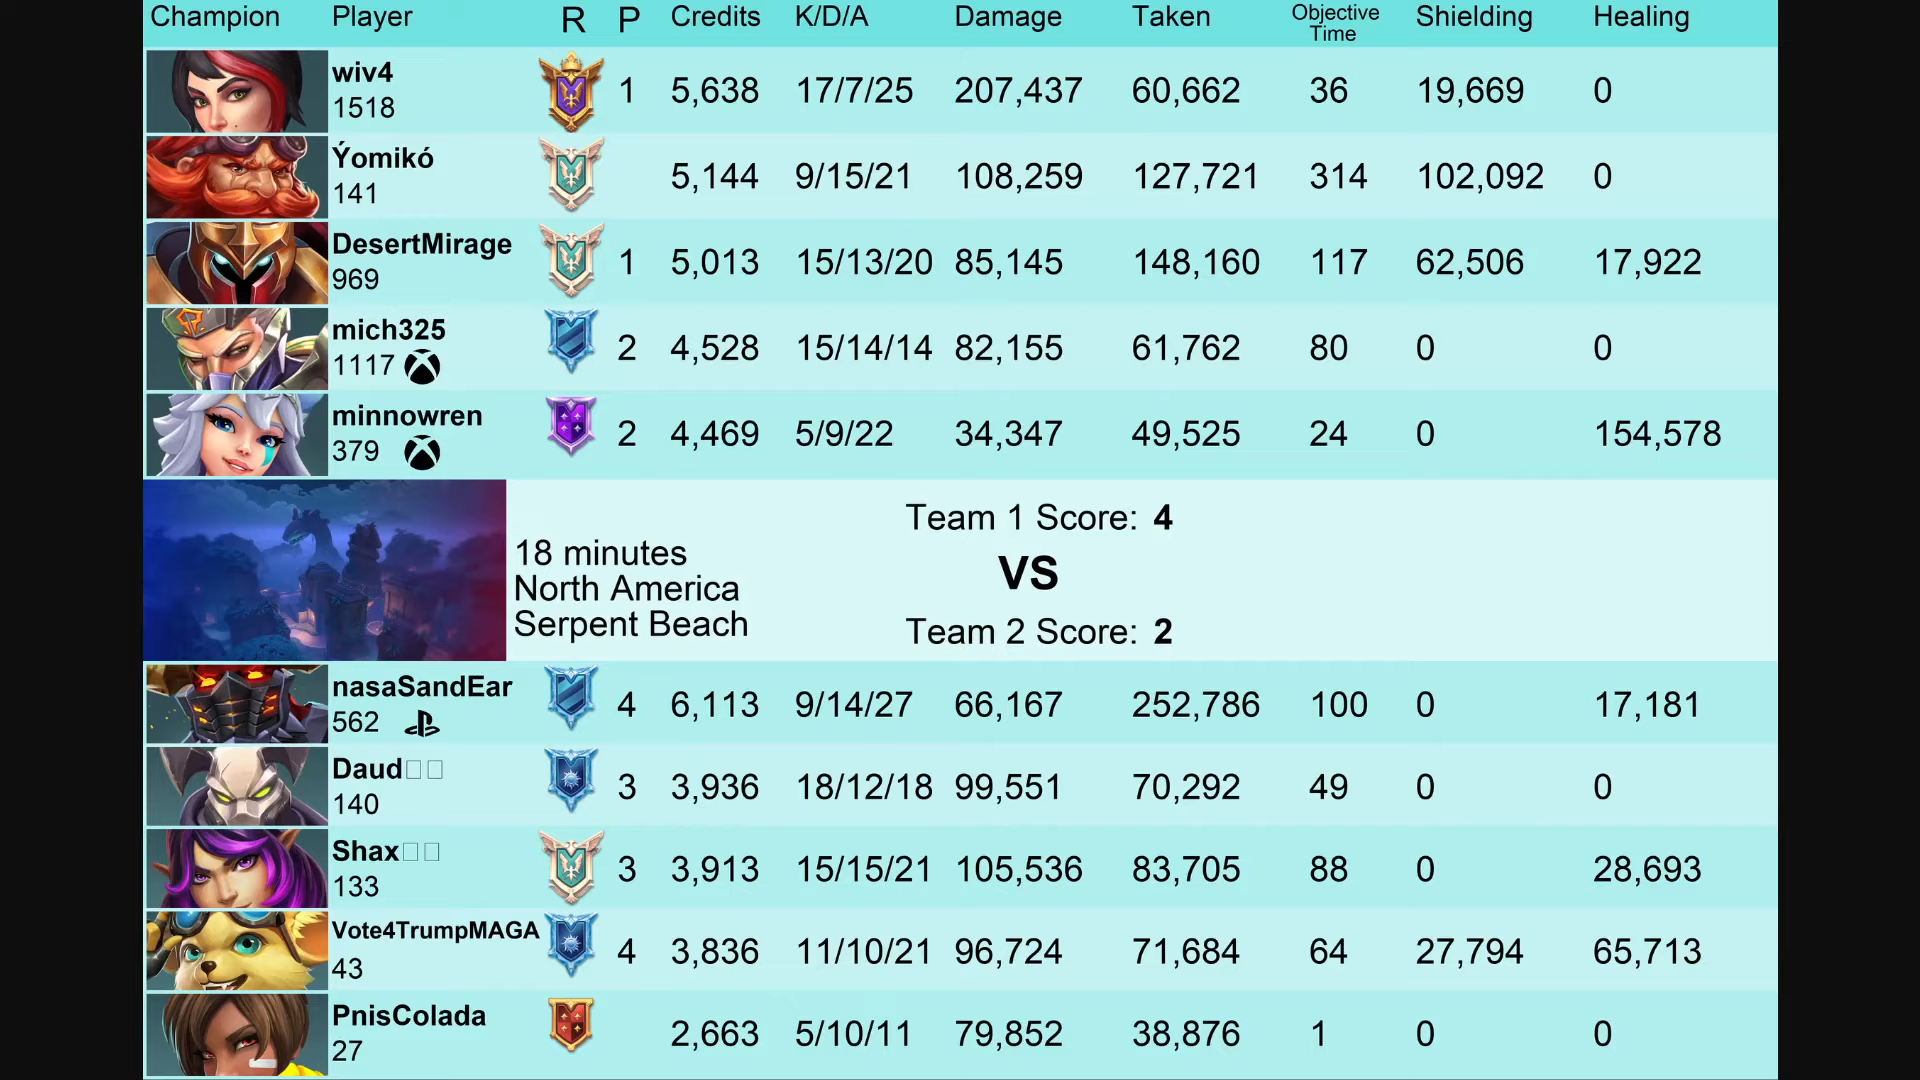 Champion Player R P Credits K/D/A Damage Taken Objective Time Shielding Healing
wiv4
1518 1 5,638 17/7/25 207,437 60,662 36 19,669 0
Ýomikó
141 5,144 9/15/21 108,259 127,721 314 102,092 0
DesertMirage
969 1 5,013 15/13/20 85,145 148,160 117 62,506 17,922
mich325
1117 2 4,528 15/14/14 82,155 61,762 80 0 0
minnowren
379 2 4,469 5/9/22 34,347 49,525 24 0 154,578
18 minutes
North America
Serpent Beach
Team 1 Score: 4
VS
Team 2 Score: 2
nasaSandEar
562 4 6,113 9/14/27 66,167 252,786 100 0 17,181
Daud□□
140 3 3,936 18/12/18 99,551 70,292 49 0 0
Shax□□
133 3 3,913 15/15/21 105,536 83,705 88 0 28,693
Vote4TrumpMAGA
43 4 3,836 11/10/21 96,724 71,684 64 27,794 65,713
PnisColada
27 2,663 5/10/11 79,852 38,876 1 0 0